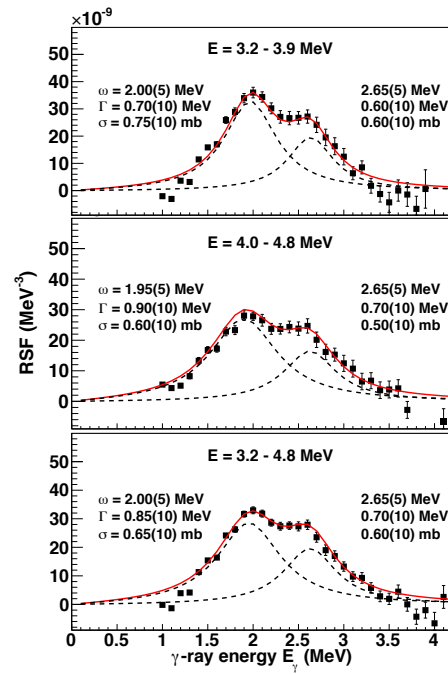 ×10⁻⁹
50
40
30
20
10
0
E = 3.2 - 3.9 MeV
ω = 2.00(5) MeV
Γ = 0.70(10) MeV
σ = 0.75(10) mb
2.65(5) MeV
0.60(10) MeV
0.60(10) mb
RSF (MeV⁻³)
50
40
30
20
10
0
E = 4.0 - 4.8 MeV
ω = 1.95(5) MeV
Γ = 0.90(10) MeV
σ = 0.60(10) mb
2.65(5) MeV
0.70(10) MeV
0.50(10) mb
50
40
30
20
10
0
E = 3.2 - 4.8 MeV
ω = 2.00(5) MeV
Γ = 0.85(10) MeV
σ = 0.65(10) mb
2.65(5) MeV
0.70(10) MeV
0.60(10) mb
0 0.5 1 1.5 2 2.5 3 3.5 4
γ-ray energy Eγ (MeV)